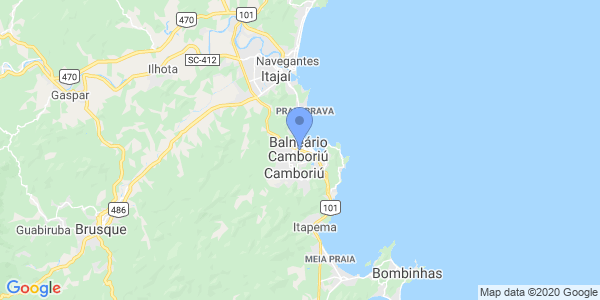 101
470
Navegantes
SC-412
Ilhota
Itajaí
470
Gaspar
PRAIA BRAVA
Balneário
Camboriú
Camboriú
486
101
Guabiruba
Brusque
Itapema
MEIA PRAIA
Bombinhas
Google
Map data ©2020 Google